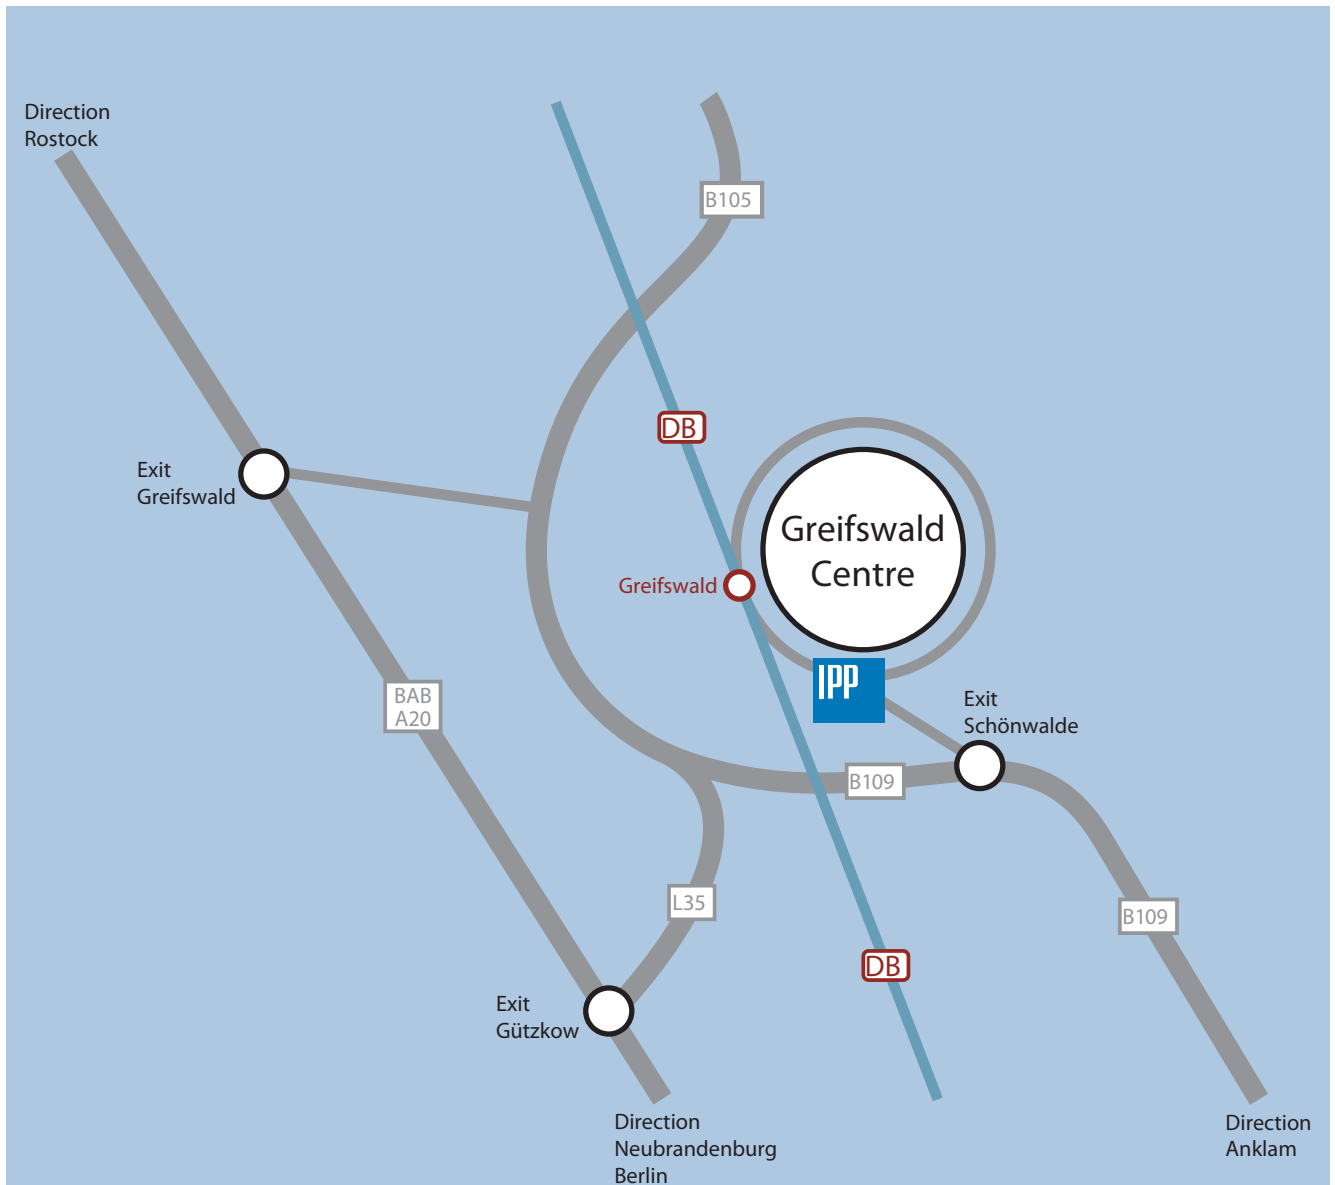 Direction
Rostock
B105
DB
Exit
Greifswald
Greifswald
Centre
Greifswald
IPP
BAB
A20
Exit
Schönwalde
B109
L35
B109
DB
Exit
Gützkow
Direction
Neubrandenburg
Berlin
Direction
Anklam